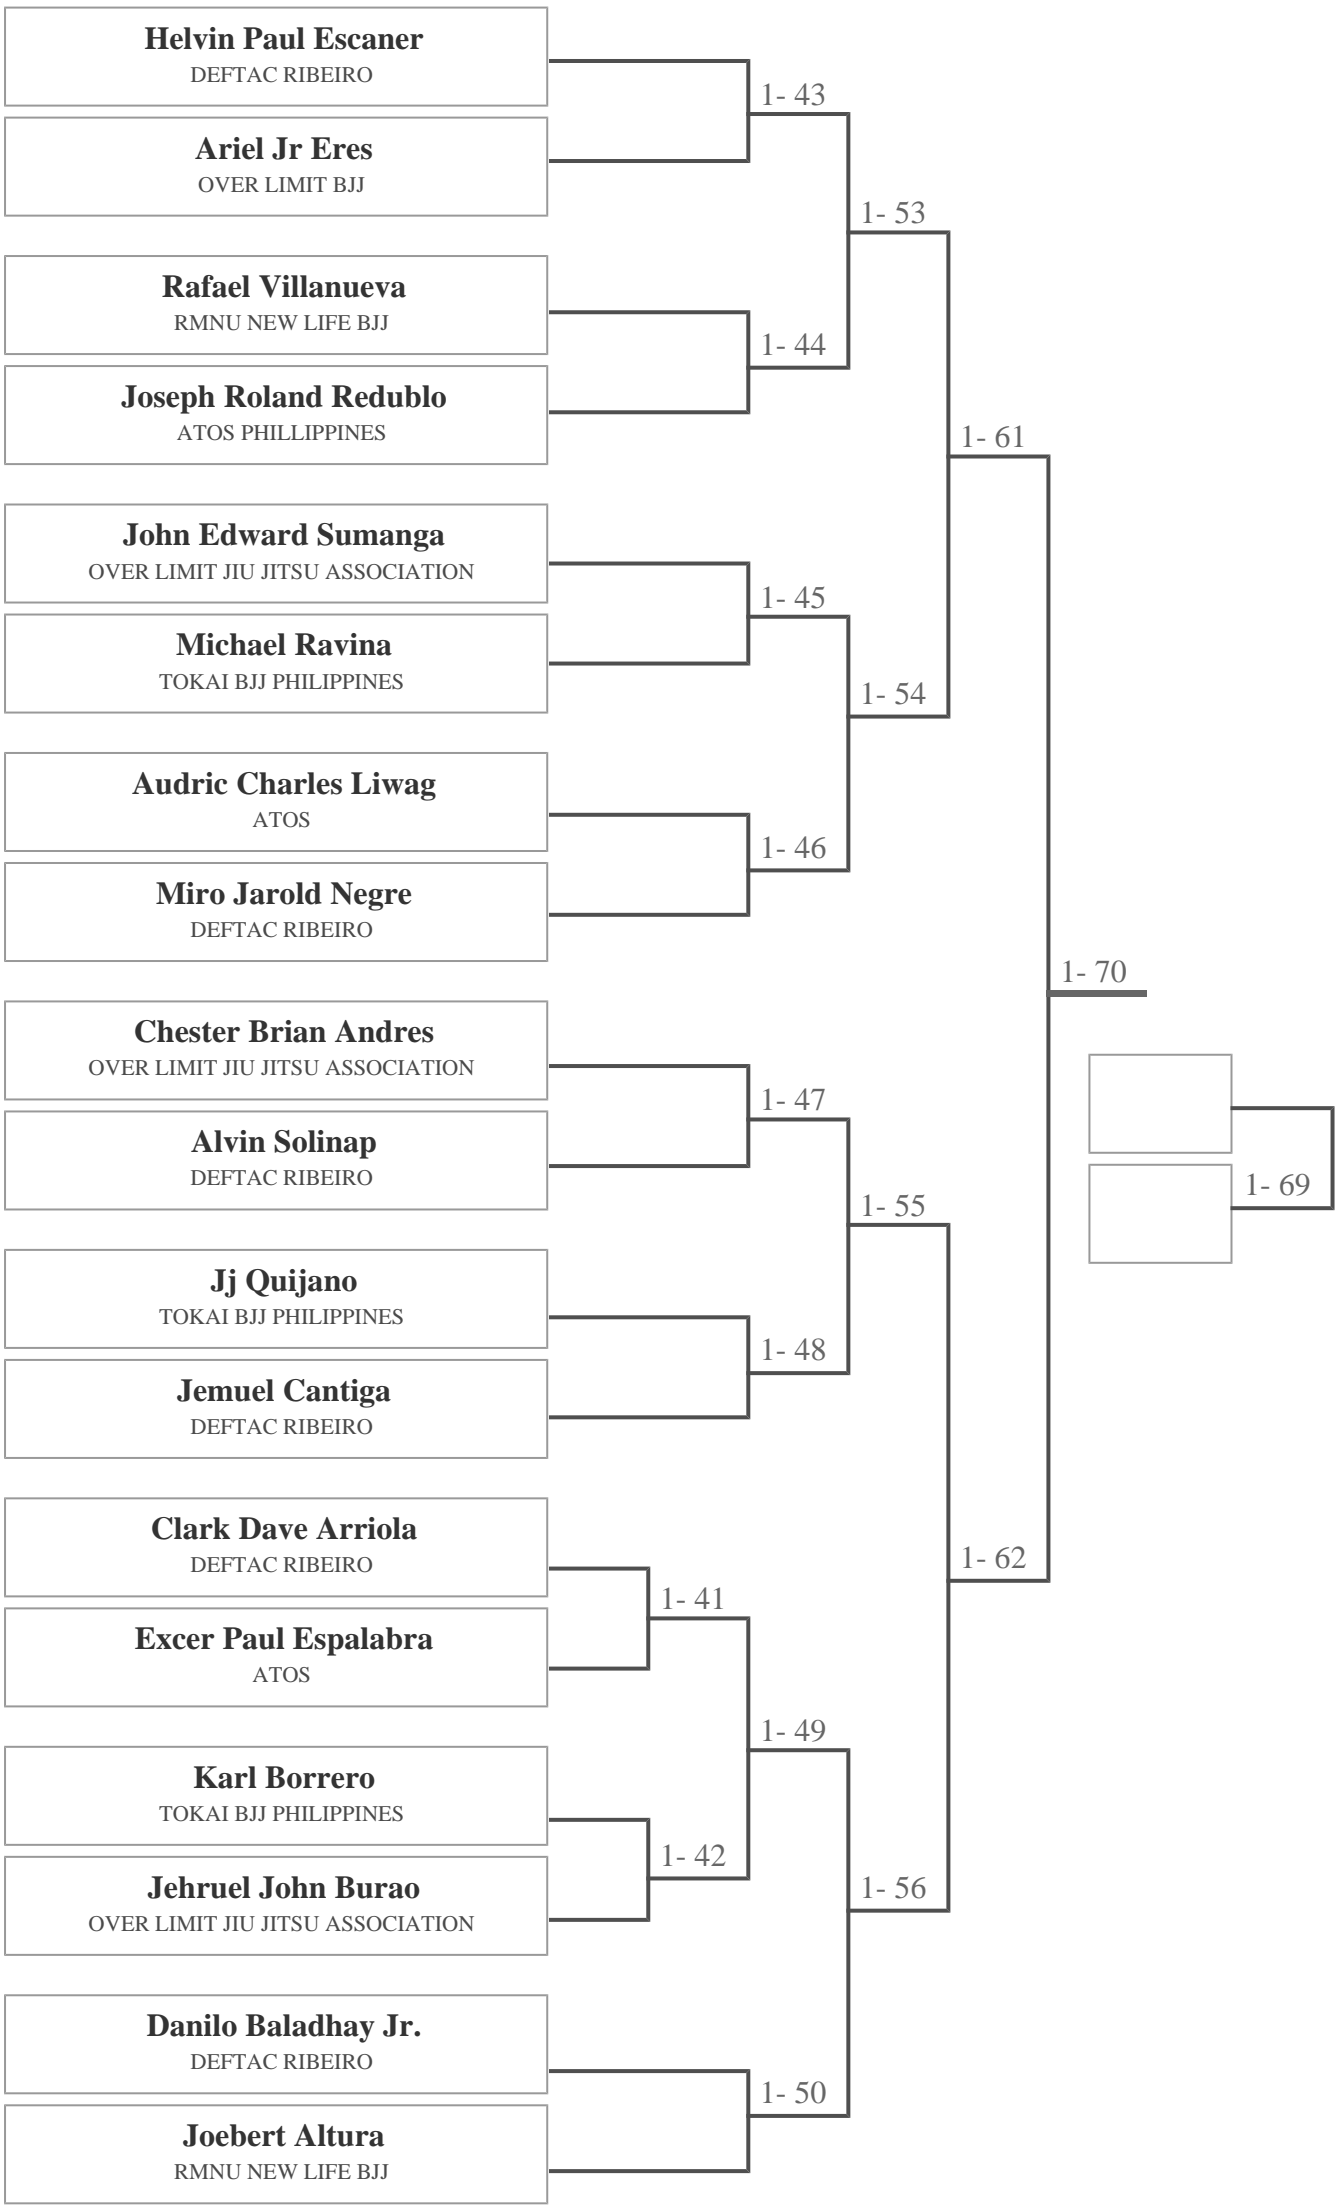 Helvin Paul Escaner
DEFTAC RIBEIRO
1- 43
Ariel Jr Eres
OVER LIMIT BJJ
1- 53
Rafael Villanueva
RMNU NEW LIFE BJJ
1- 44
Joseph Roland Redublo
ATOS PHILLIPPINES
1- 61
John Edward Sumanga
OVER LIMIT JIU JITSU ASSOCIATION
1- 45
Michael Ravina
TOKAI BJJ PHILIPPINES
1- 54
Audric Charles Liwag
ATOS
1- 46
Miro Jarold Negre
DEFTAC RIBEIRO
1- 70
Chester Brian Andres
OVER LIMIT JIU JITSU ASSOCIATION
1- 47
Alvin Solinap
DEFTAC RIBEIRO
1- 69
1- 55
Jj Quijano
TOKAI BJJ PHILIPPINES
1- 48
Jemuel Cantiga
DEFTAC RIBEIRO
Clark Dave Arriola
DEFTAC RIBEIRO
1- 62
1- 41
Excer Paul Espalabra
ATOS
1- 49
Karl Borrero
TOKAI BJJ PHILIPPINES
1- 42
Jehruel John Burao
OVER LIMIT JIU JITSU ASSOCIATION
1- 56
Danilo Baladhay Jr.
DEFTAC RIBEIRO
1- 50
Joebert Altura
RMNU NEW LIFE BJJ